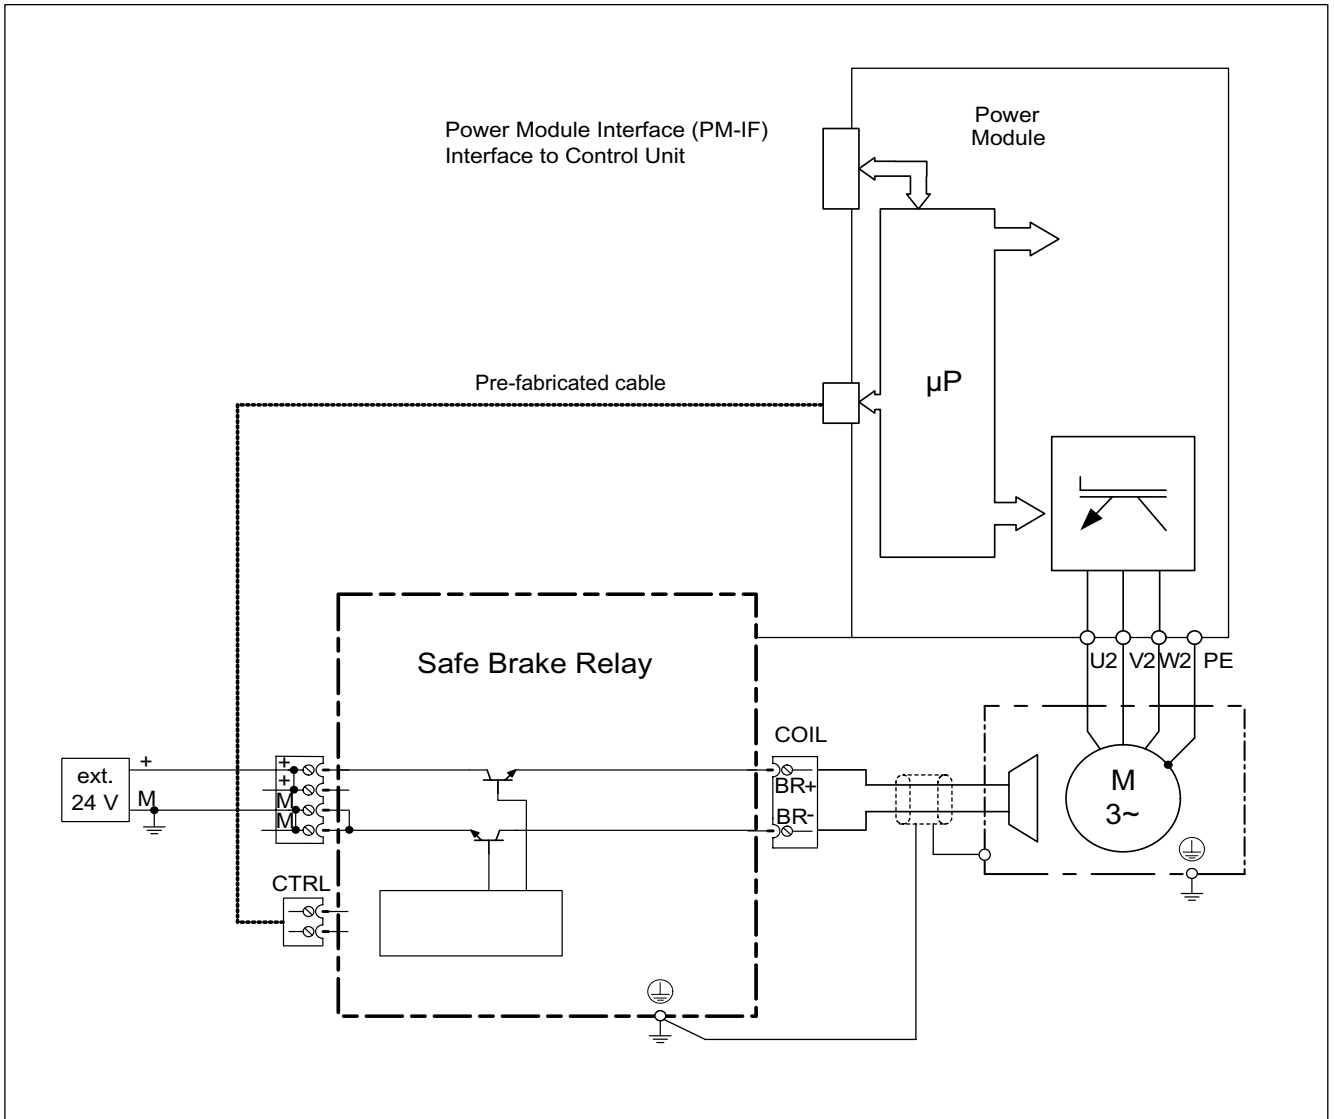 Power
Module
Power Module Interface (PM-IF)
Interface to Control Unit
Pre-fabricated cable
µP
Safe Brake Relay
U2 V2 W2 PE
COIL
ext.
24 V
+
M
+
+
M
M
BR+
BR-
M
3~
CTRL